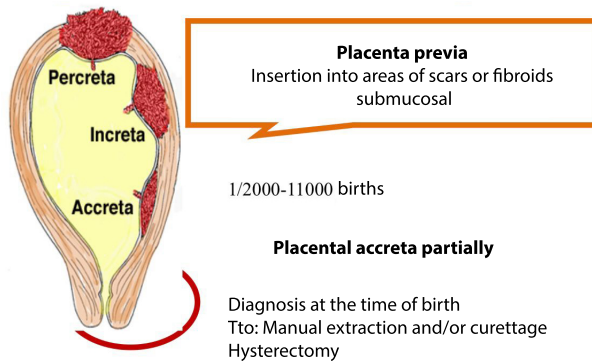 Percreta
Increta
Accreta
Placenta previa
Insertion into areas of scars or fibroids
submucosal
1/2000-11000 births
Placental accreta partially
Diagnosis at the time of birth
Tto: Manual extraction and/or curettage
Hysterectomy